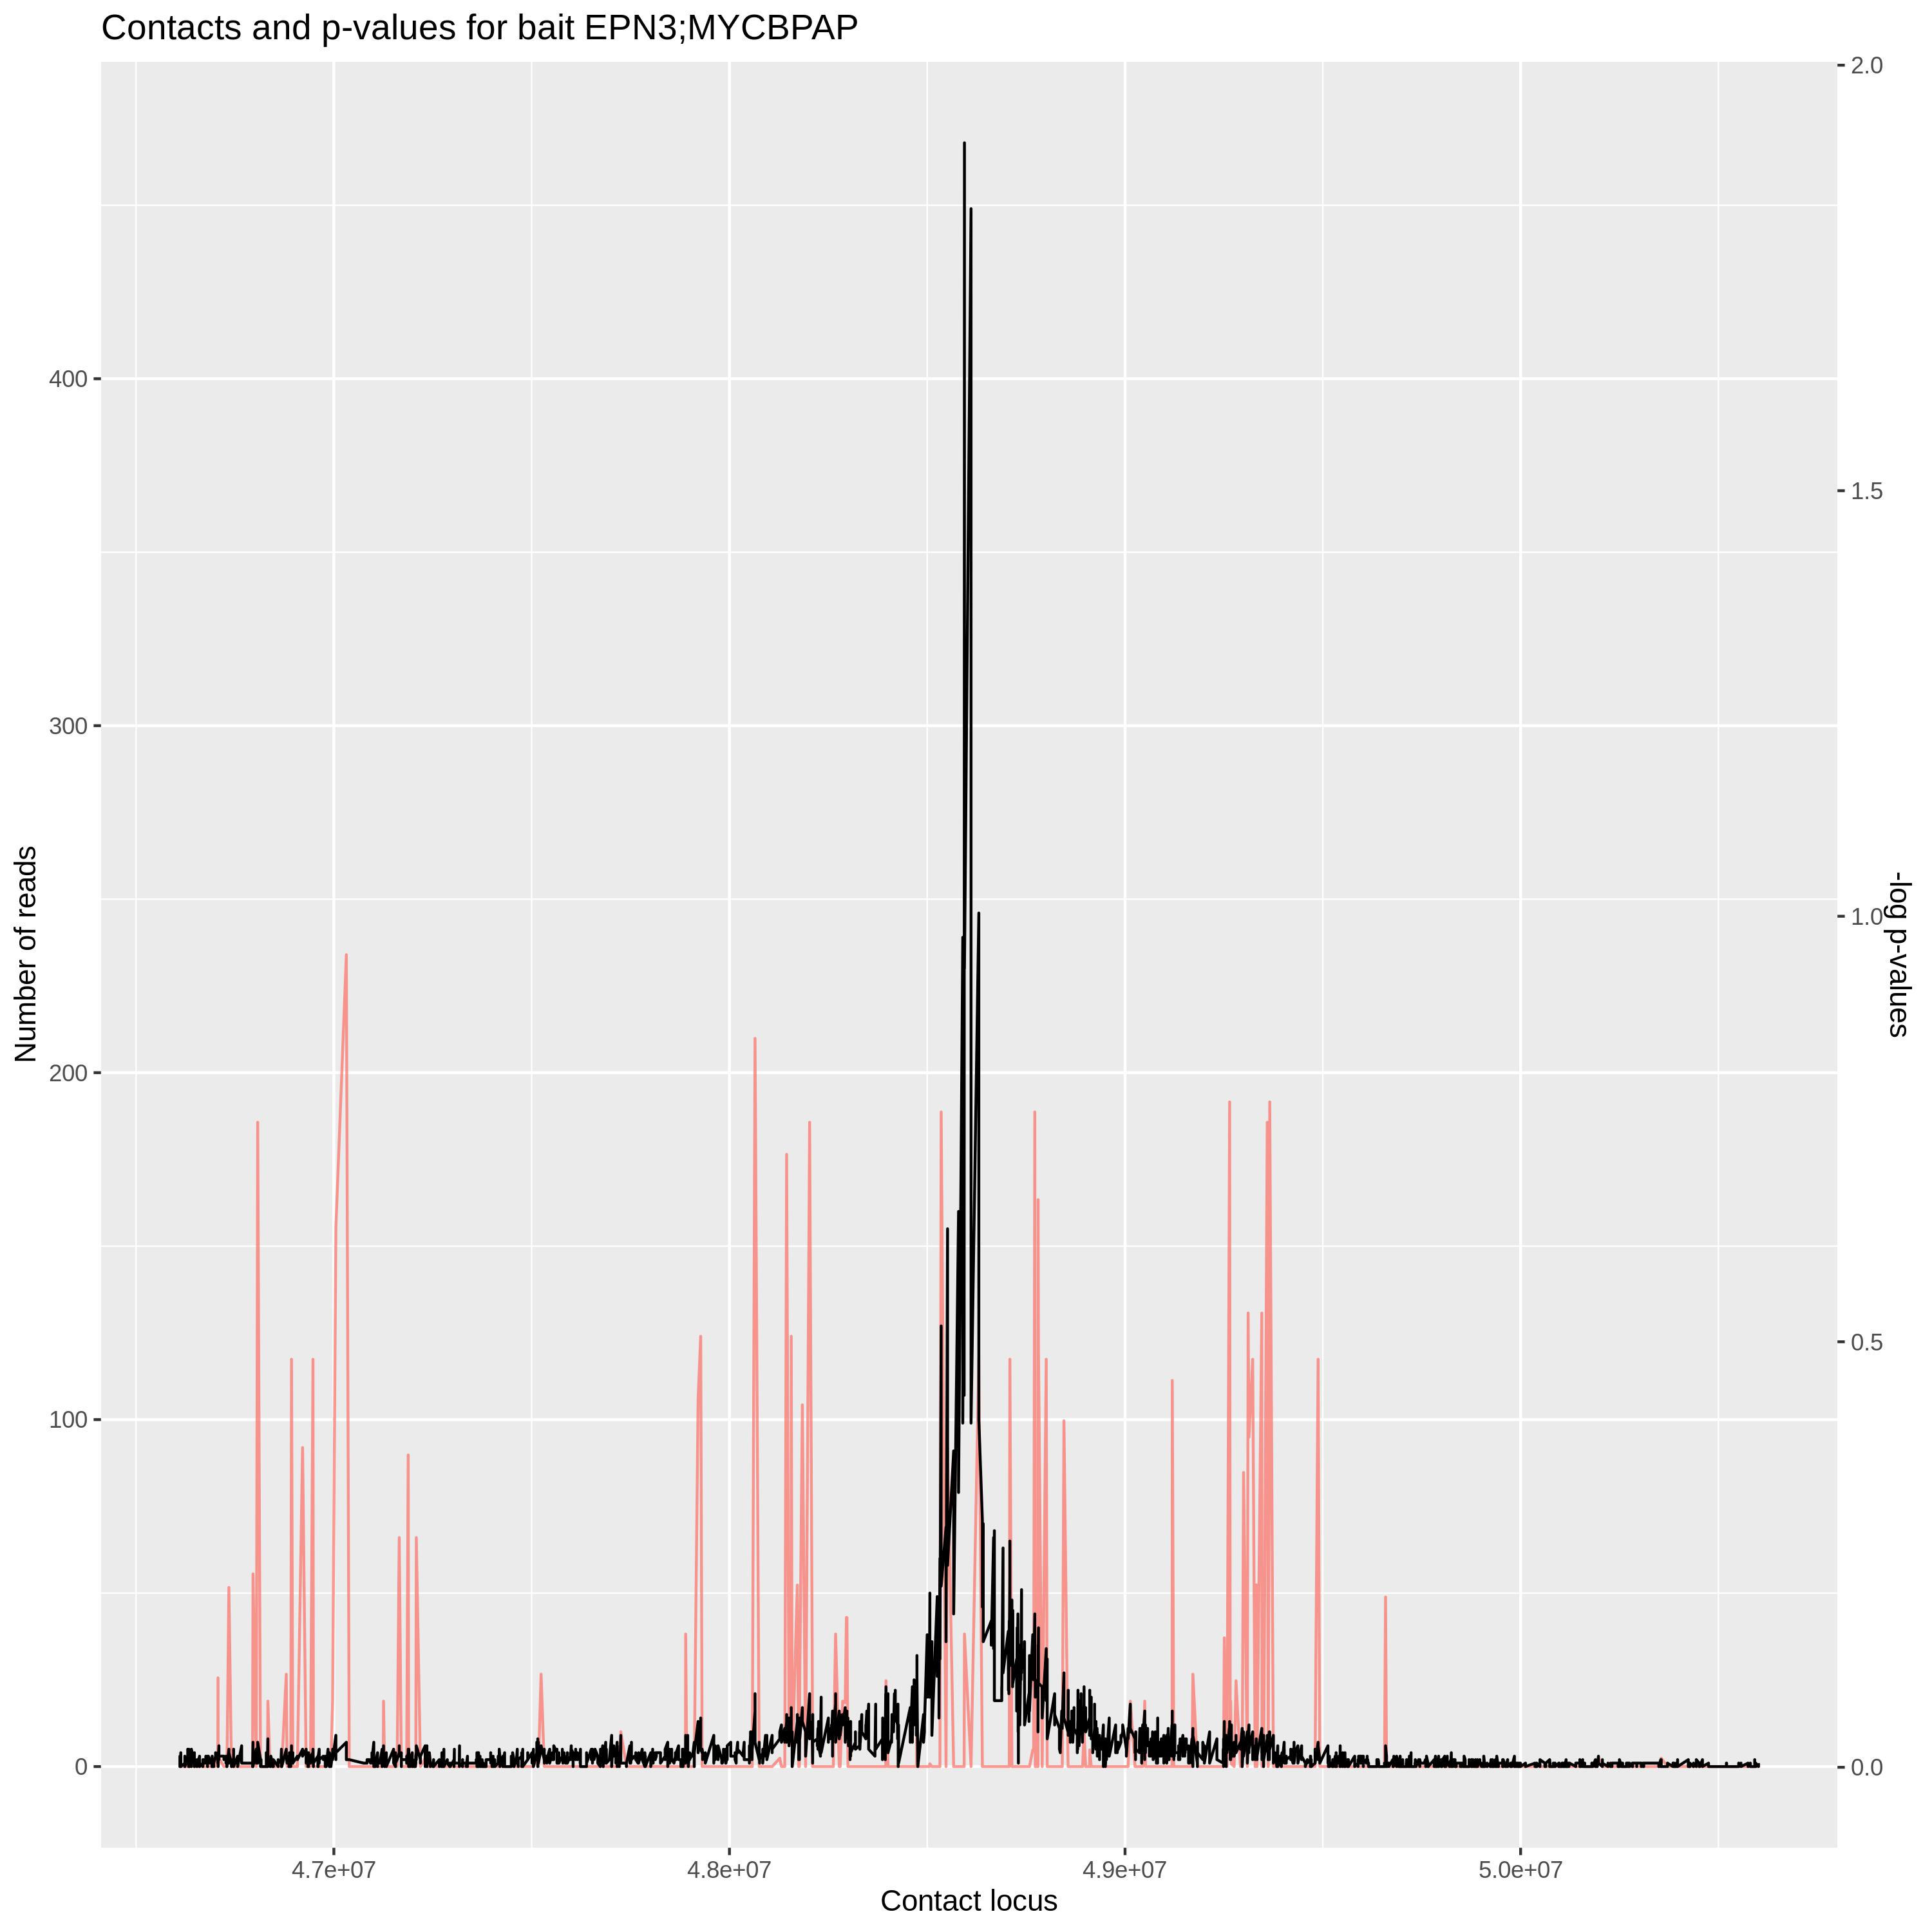 Contacts and p-values for bait EPN3;MYCBPAP
Number of reads
400
300
200
100
0
2.0
1.5
1.0
0.5
0.0
-log p-values
4.7e+07 4.8e+07 4.9e+07 5.0e+07
Contact locus